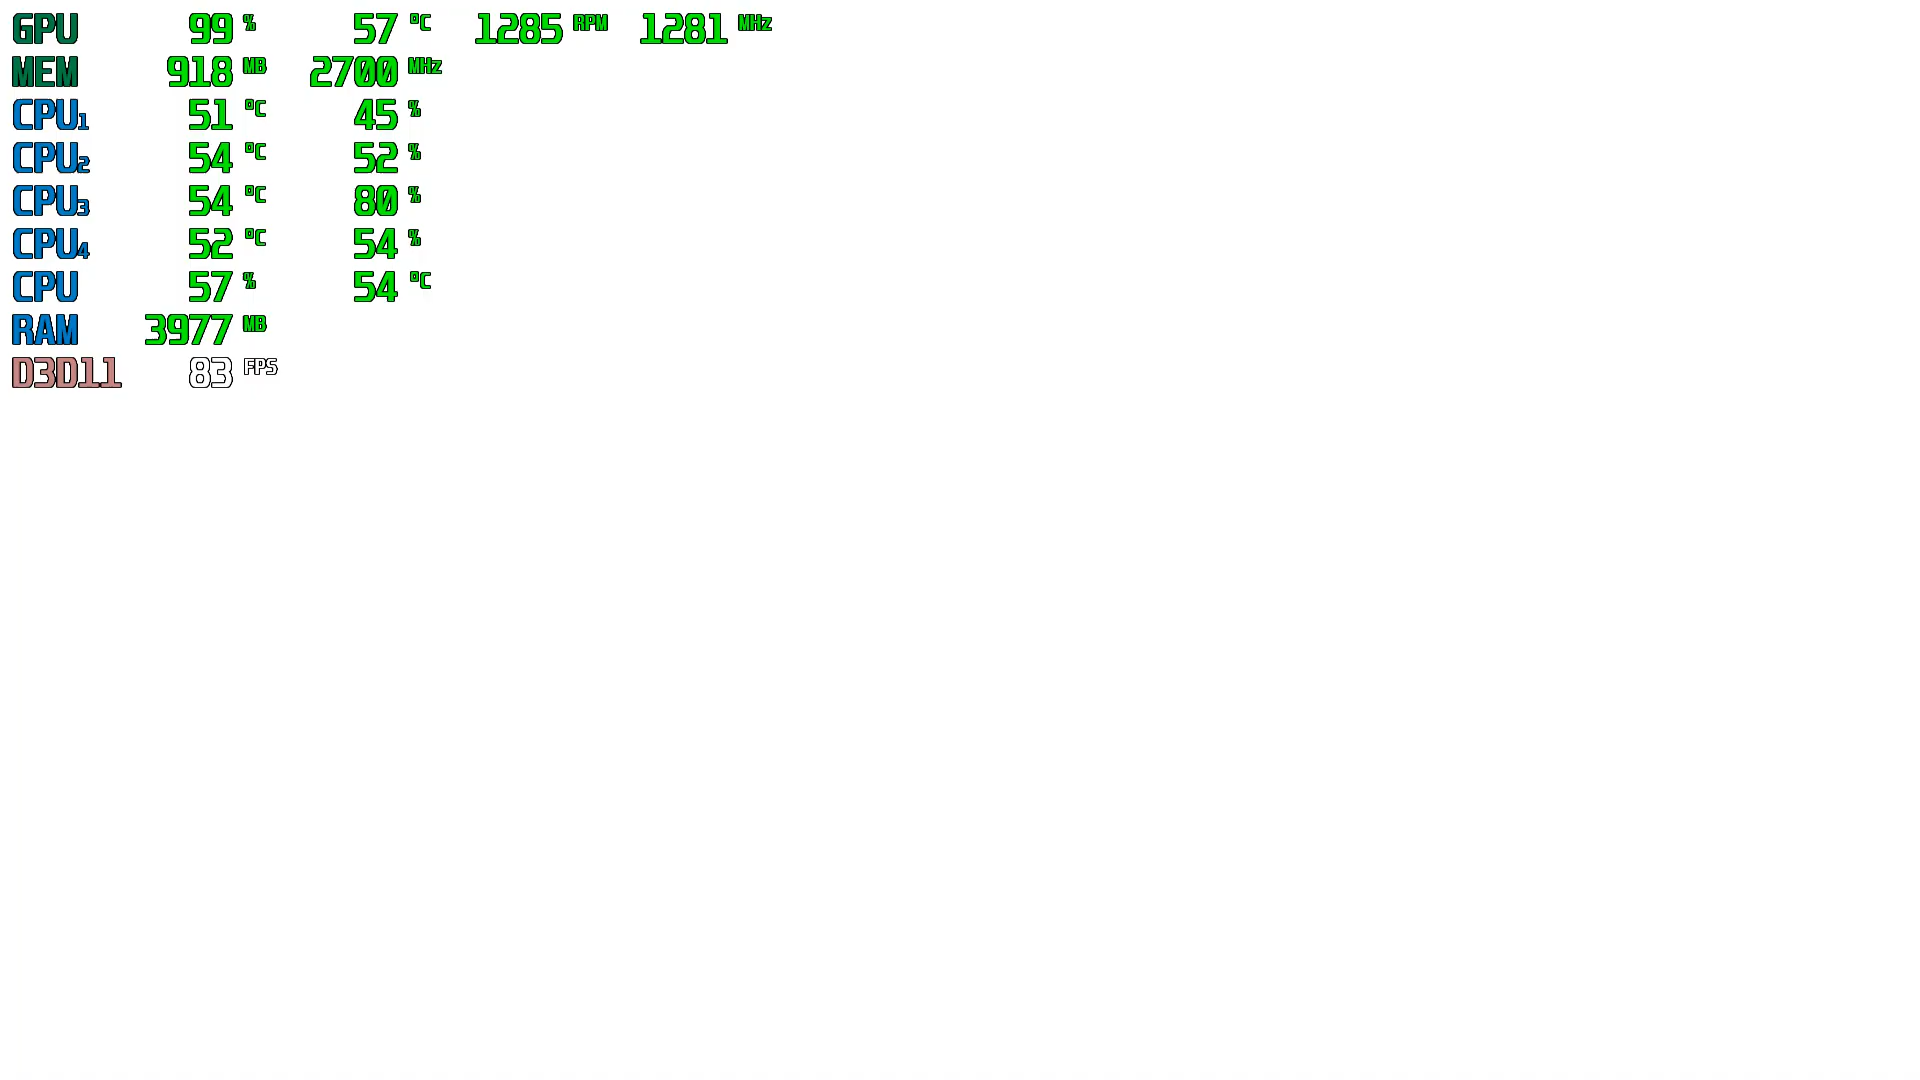 GPU 99 % 57 °C 1285 RPM 1281 MHz
MEM 918 MB 2700 MHz
CPU1 51 °C 45 %
CPU2 54 °C 52 %
CPU3 54 °C 80 %
CPU4 52 °C 54 %
CPU 57 % 54 °C
RAM 3977 MB
D3D11 83 FPS